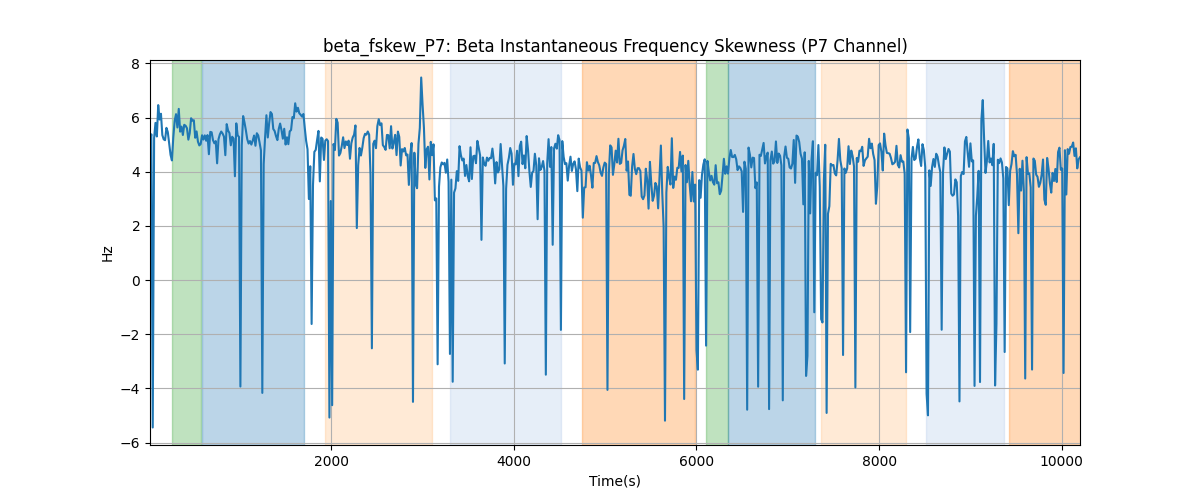 beta_fskew_P7: Beta Instantaneous Frequency Skewness (P7 Channel)
8
6
4
2
0
−2
−4
−6
Hz
2000 4000 6000 8000 10000
Time(s)